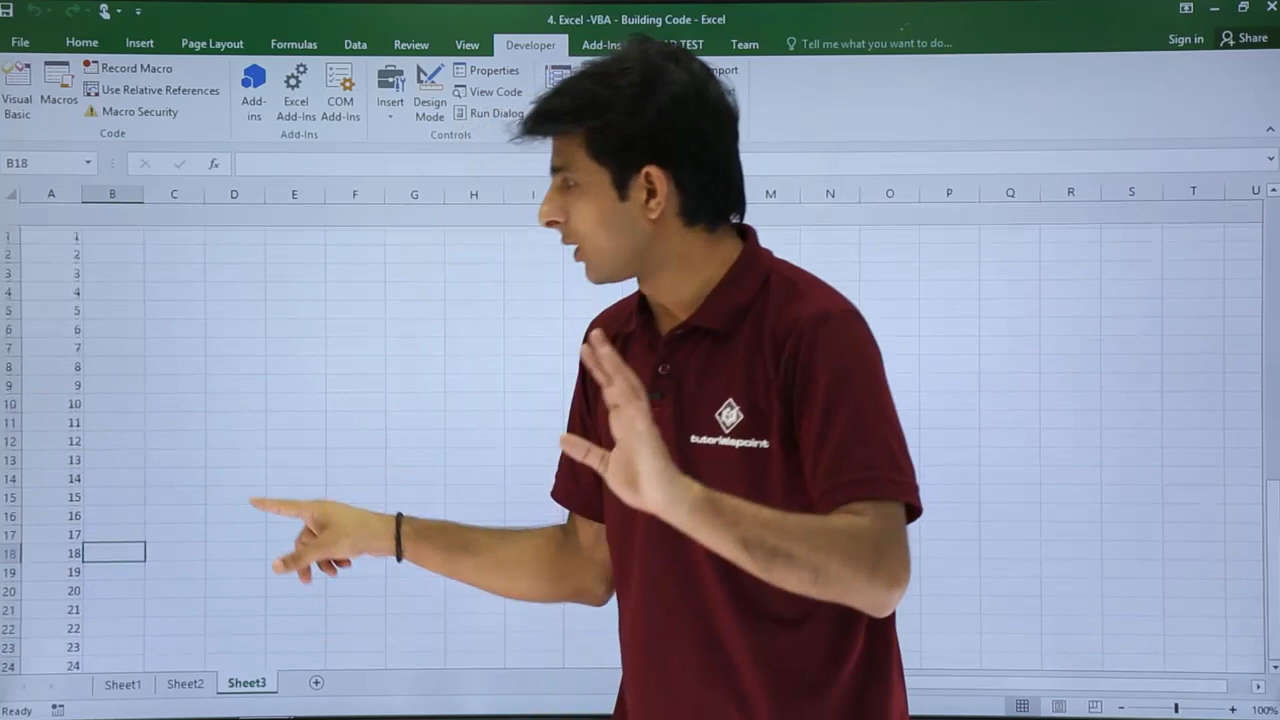 4. Excel -VBA - Building Code - Excel
File Home Insert Page Layout Formulas Data Review View Developer Add-Ins TEST Team Tell me what you want to do... Sign in Share
Visual Basic
Macros
Record Macro
Use Relative References
Macro Security
Code
Add-ins
Excel Add-Ins
COM Add-Ins
Add-Ins
Insert
Design Mode
Properties
View Code
Run Dialog
Controls
B18 fx
A B C D E F G H I M N O P Q R S T U
1 1
2 2
3 3
4 4
5 5
6 6
7 7
8 8
9 9
10 10
11 11
12 12
13 13
14 14
15 15
16 16
17 17
18 18
19 19
20 20
21 21
22 22
23 23
24 24
tutorialspoint
Sheet1 Sheet2 Sheet3
Ready 100%